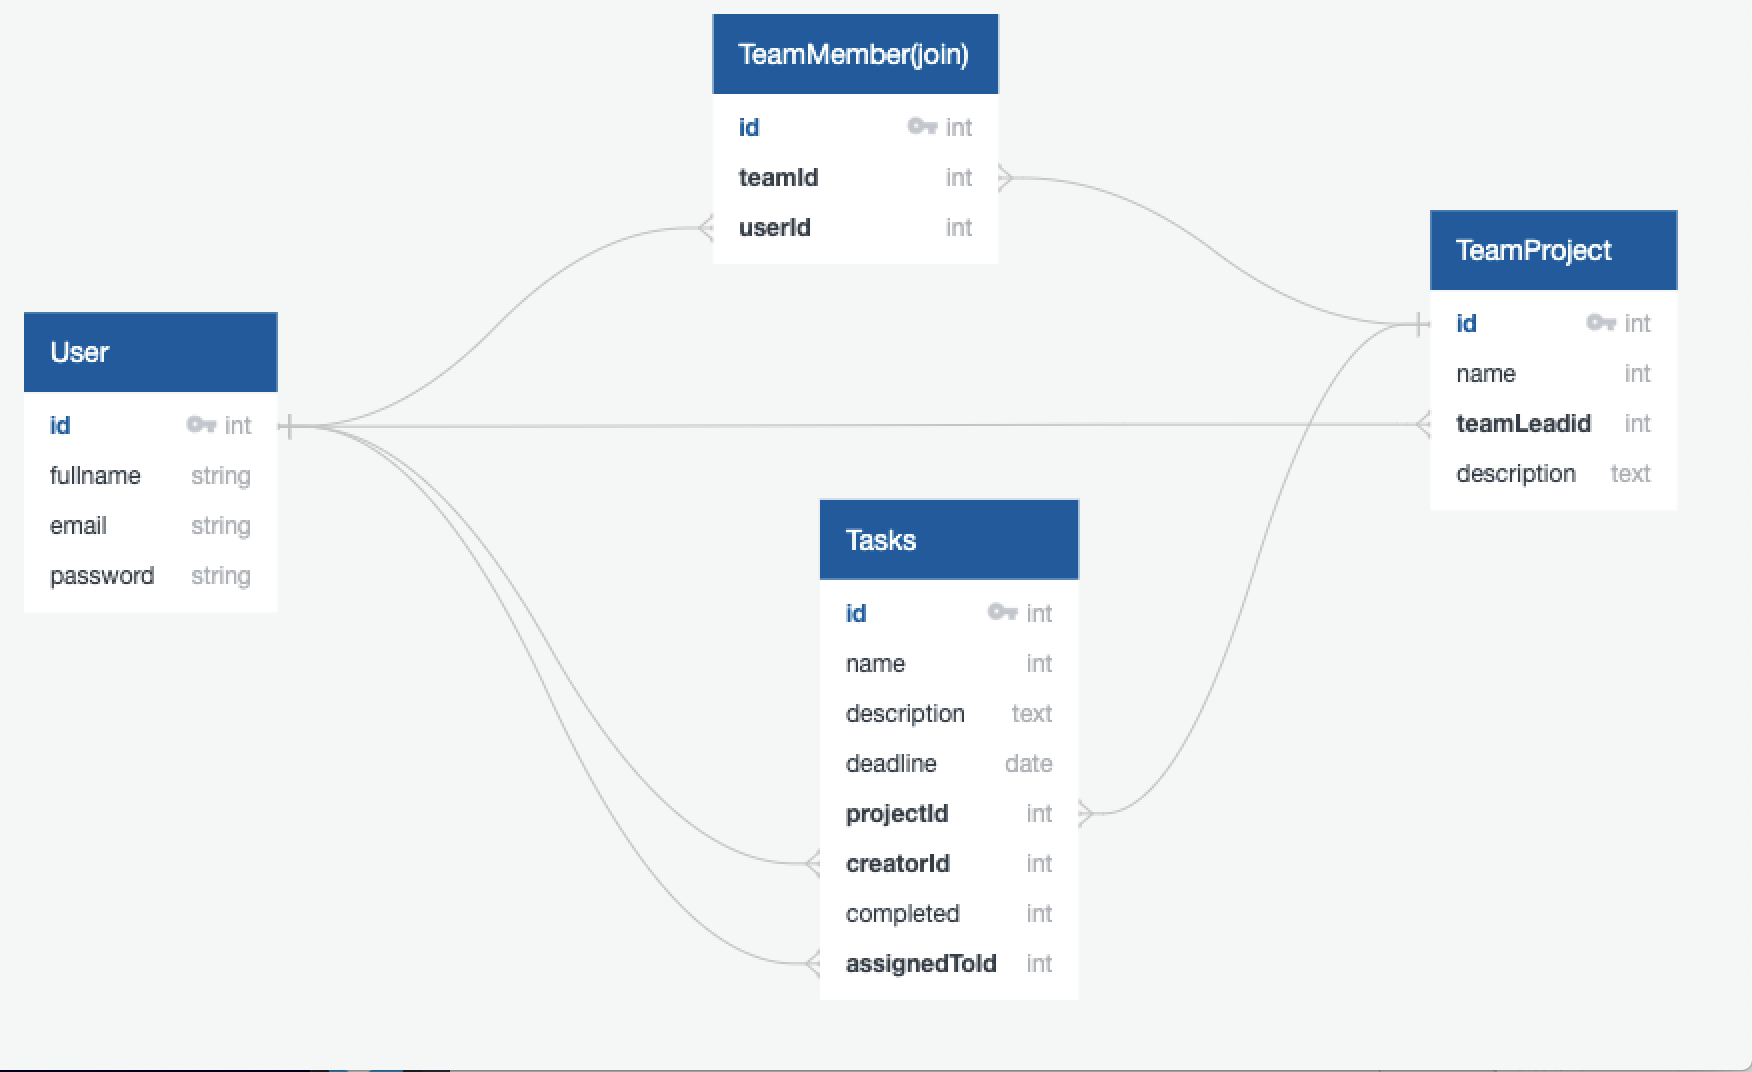 TeamMember(join)
id int
teamId int
userId int
TeamProject
id int
name int
teamLeadid int
description text
User
id int
fullname string
email string
password string
Tasks
id int
name int
description text
deadline date
projectId int
creatorId int
completed int
assignedToId int